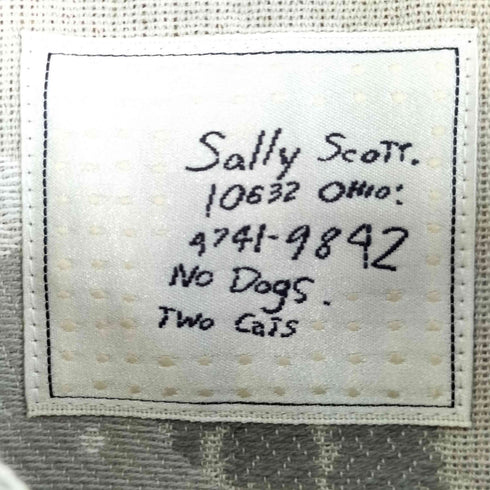 Sally Scott.
10632 Ohio:
4741-9842
No Dogs.
Two Cats